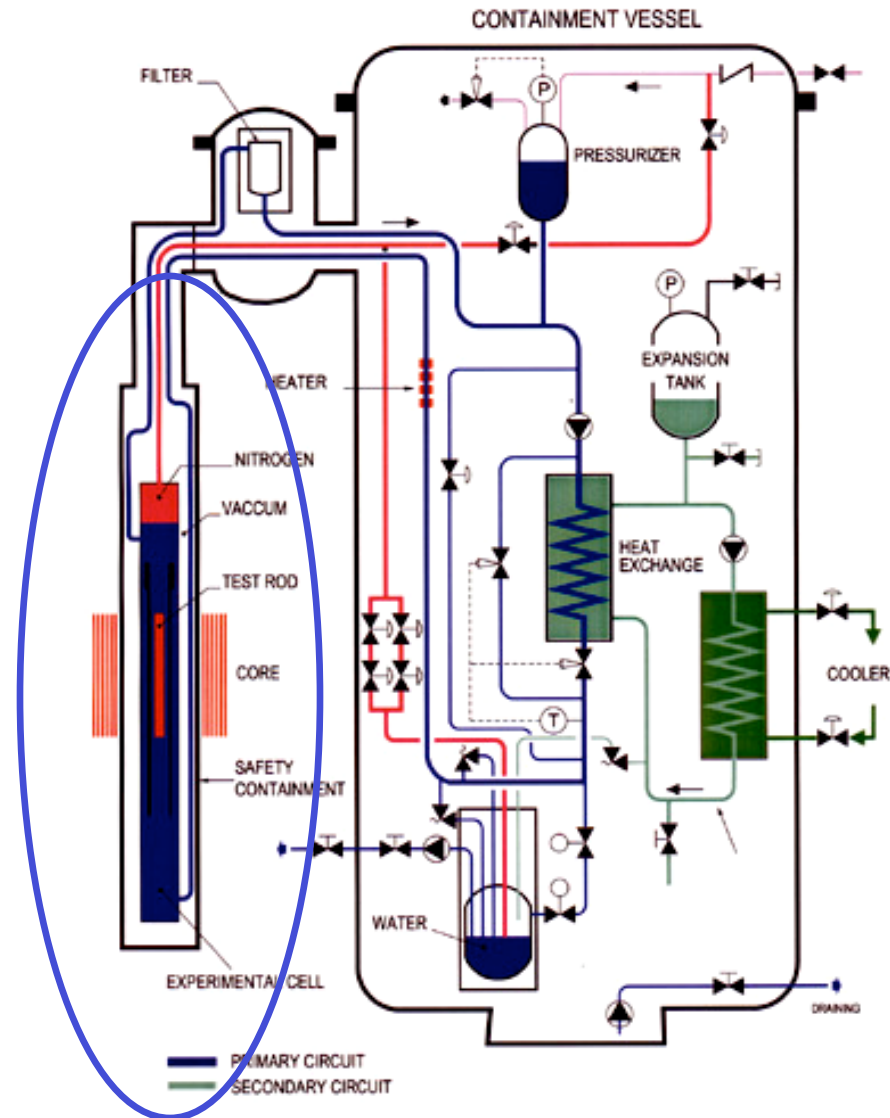 CONTAINMENT VESSEL
FILTER
P
PRESSURIZER
P
EXPANSION
TANK
HEATER
NITROGEN
VACCUM
HEAT
EXCHANGE
TEST ROD
CORE
COOLER
T
SAFETY
CONTAINMENT
WATER
EXPERIMENTAL CELL
DRAINING
PRIMARY CIRCUIT
SECONDARY CIRCUIT